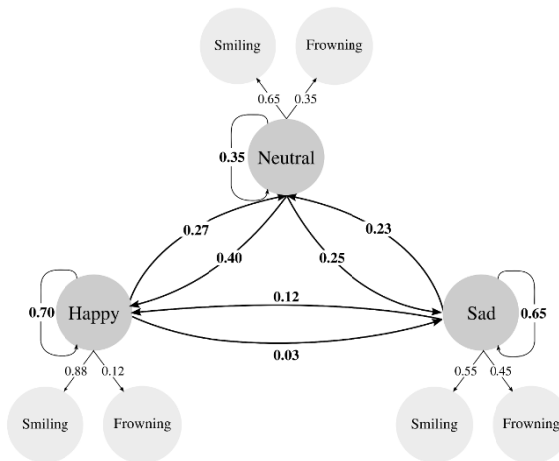 Smiling
Frowning
0.65
0.35
0.35
Neutral
0.27
0.40
0.25
0.23
0.12
0.70
Happy
Sad
0.65
0.03
0.88
0.12
0.55
0.45
Smiling
Frowning
Smiling
Frowning